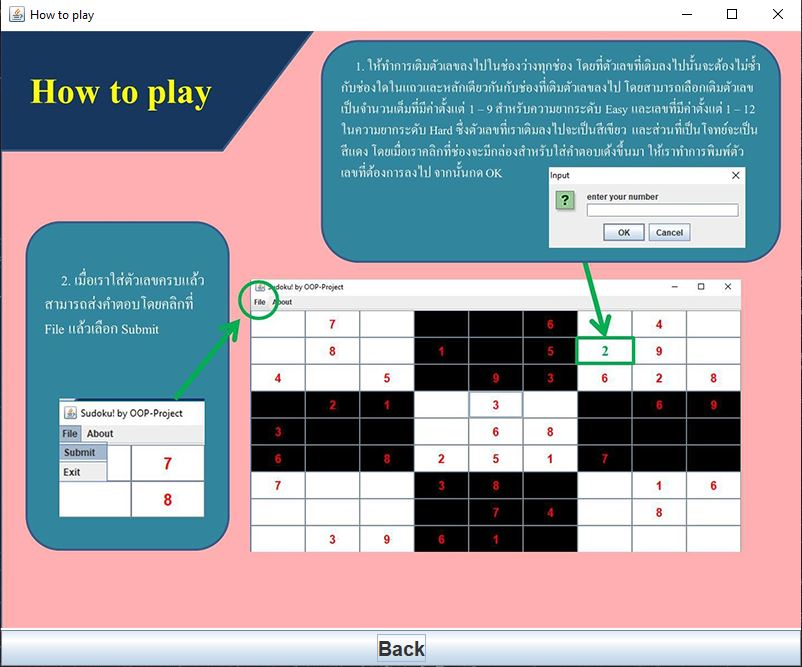 How to play
How to play
1. ให้ทำการเติมตัวเลขลงไปในช่องว่างทุกช่อง โดยที่ตัวเลขที่เติมลงไปนั้นจะต้องไม่ซ้ำ
กับช่องใดในแถวและหลักเดียวกันกับช่องที่เติมตัวเลขลงไป โดยสามารถเลือกเติมตัวเลข
เป็นจำนวนเต็มที่มีค่าตั้งแต่ 1 – 9 สำหรับความยากระดับ Easy และเลขที่มีค่าตั้งแต่ 1 – 12
ในความยากระดับ Hard ซึ่งตัวเลขที่เราเติมลงไปจะเป็นสีเขียว และส่วนที่เป็นโจทย์จะเป็น
สีแดง โดยเมื่อเราคลิกที่ช่องจะมีกล่องสำหรับใส่คำตอบเด้งขึ้นมา ให้เราทำการพิมพ์ตัว
เลขที่ต้องการลงไป จากนั้นกด OK
Input
enter your number
OK Cancel
2. เมื่อเราใส่ตัวเลขครบแล้ว
สามารถส่งคำตอบโดยคลิกที่
File แล้วเลือก Submit
Sudoku! by OOP-Project
File About
Submit
Exit
7
8
Sudoku! by OOP-Project
File About
7 6 4
8 1 5 2 9
4 5 9 3 6 2 8
2 1 3 6 9
3 6 8
6 8 2 5 1 7
7 3 8 1 6
7 4 8
3 9 6 1
Back